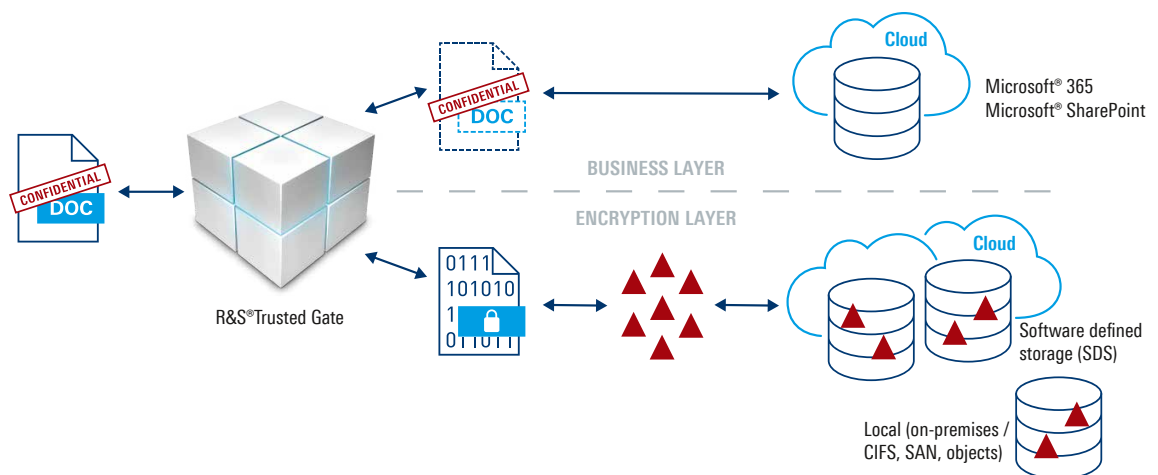 Cloud
Microsoft® 365
Microsoft® SharePoint
CONFIDENTIAL
DOC
CONFIDENTIAL
DOC
BUSINESS LAYER
ENCRYPTION LAYER
R&S®Trusted Gate
0111
101010
1
011011
Cloud
Software defined
storage (SDS)
Local (on-premises /
CIFS, SAN, objects)